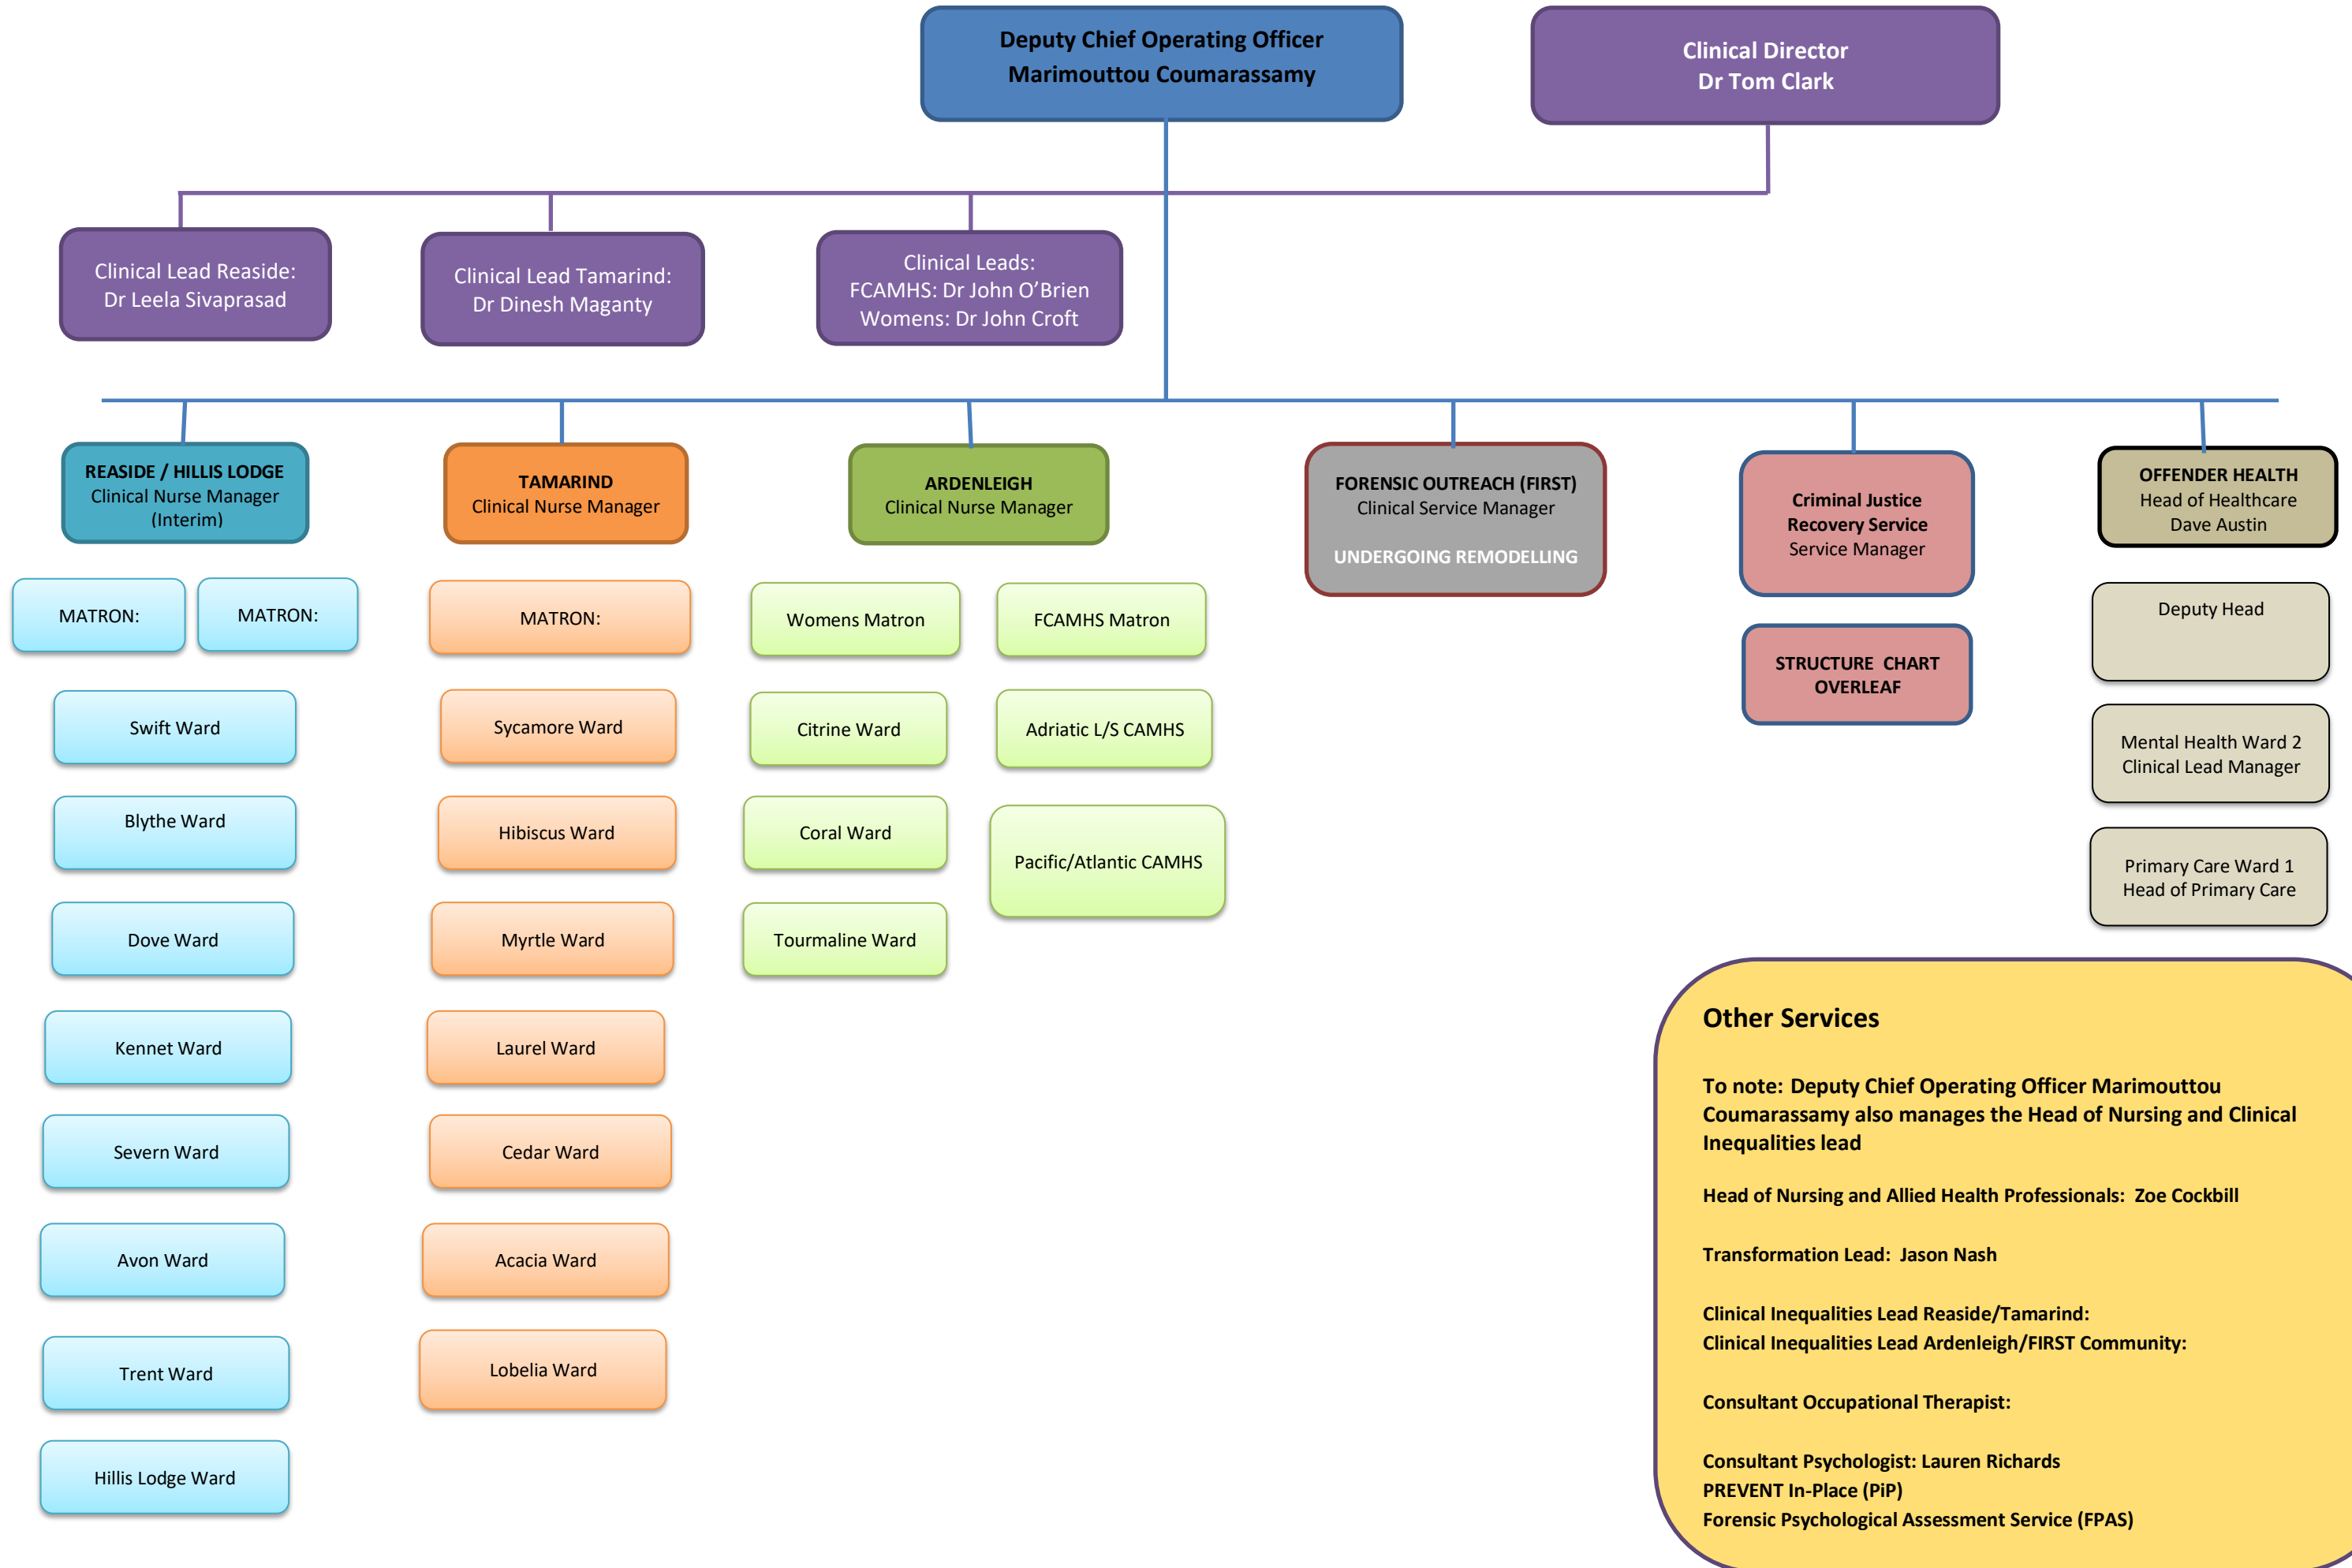 Deputy Chief Operating Officer
Marimouttou Coumarassamy
Clinical Director
Dr Tom Clark
Clinical Lead Reaside:
Dr Leela Sivaprasad
Clinical Lead Tamarind:
Dr Dinesh Maganty
Clinical Leads:
FCAMHS: Dr John O’Brien
Womens: Dr John Croft
REASIDE / HILLIS LODGE
Clinical Nurse Manager
(Interim)
TAMARIND
Clinical Nurse Manager
ARDENLEIGH
Clinical Nurse Manager
FORENSIC OUTREACH (FIRST)
Clinical Service Manager
UNDERGOING REMODELLING
Criminal Justice
Recovery Service
Service Manager
OFFENDER HEALTH
Head of Healthcare
Dave Austin
MATRON:
MATRON:
Swift Ward
Blythe Ward
Dove Ward
Kennet Ward
Severn Ward
Avon Ward
Trent Ward
Hillis Lodge Ward
MATRON:
Sycamore Ward
Hibiscus Ward
Myrtle Ward
Laurel Ward
Cedar Ward
Acacia Ward
Lobelia Ward
Womens Matron
Citrine Ward
Coral Ward
Tourmaline Ward
FCAMHS Matron
Adriatic L/S CAMHS
Pacific/Atlantic CAMHS
STRUCTURE CHART
OVERLEAF
Deputy Head
Mental Health Ward 2
Clinical Lead Manager
Primary Care Ward 1
Head of Primary Care
Other Services
To note: Deputy Chief Operating Officer Marimouttou
Coumarassamy also manages the Head of Nursing and Clinical
Inequalities lead
Head of Nursing and Allied Health Professionals: Zoe Cockbill
Transformation Lead: Jason Nash
Clinical Inequalities Lead Reaside/Tamarind:
Clinical Inequalities Lead Ardenleigh/FIRST Community:
Consultant Occupational Therapist:
Consultant Psychologist: Lauren Richards
PREVENT In-Place (PiP)
Forensic Psychological Assessment Service (FPAS)